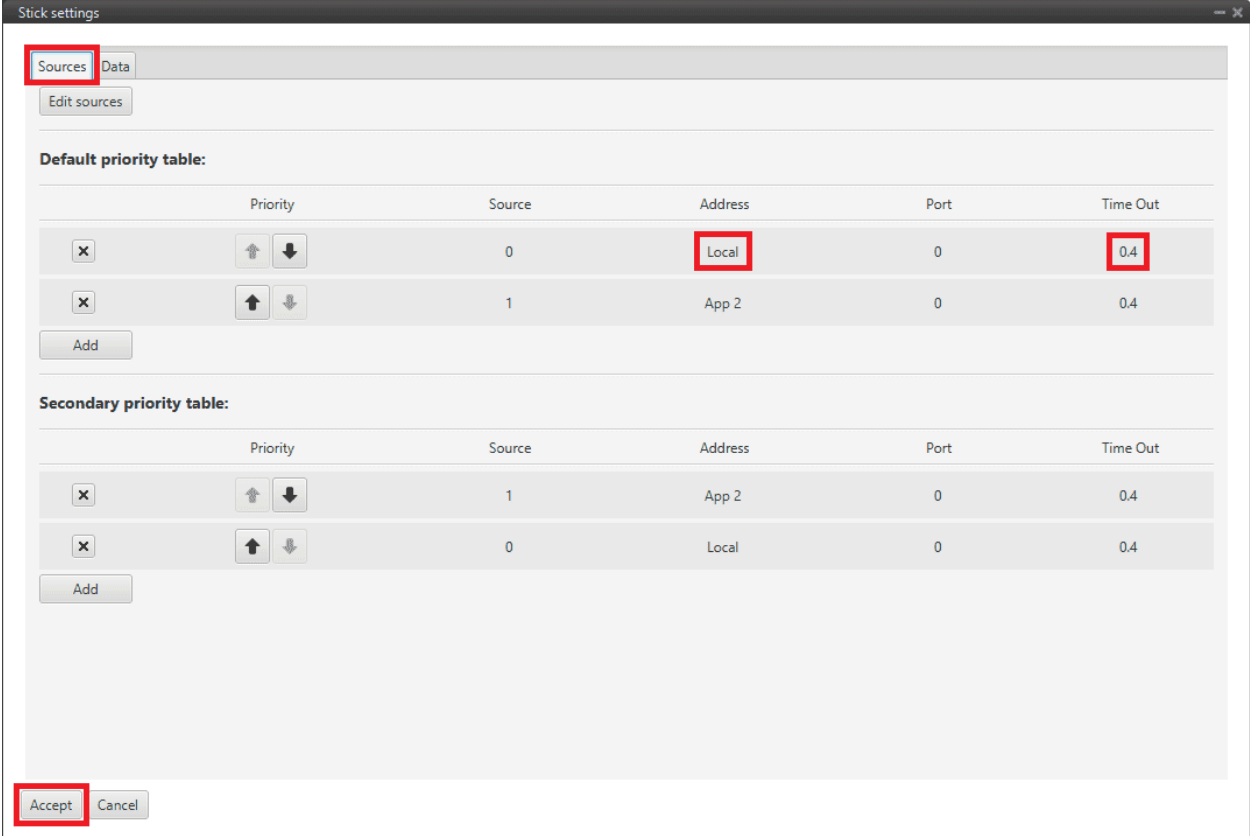 Stick settings
Sources Data
Edit sources
Default priority table:
Priority Source Address Port Time Out
0 Local 0 0.4
1 App 2 0 0.4
Add
Secondary priority table:
Priority Source Address Port Time Out
1 App 2 0 0.4
0 Local 0 0.4
Add
Accept Cancel